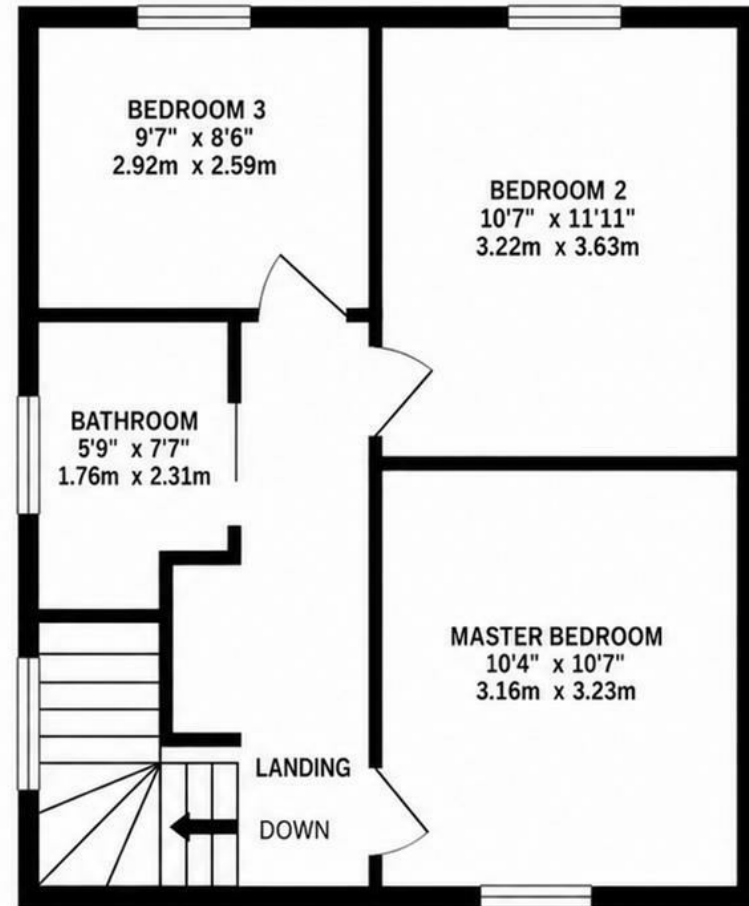 BEDROOM 3
9'7" x 8'6"
2.92m x 2.59m
BEDROOM 2
10'7" x 11'11"
3.22m x 3.63m
BATHROOM
5'9" x 7'7"
1.76m x 2.31m
MASTER BEDROOM
10'4" x 10'7"
3.16m x 3.23m
LANDING
DOWN